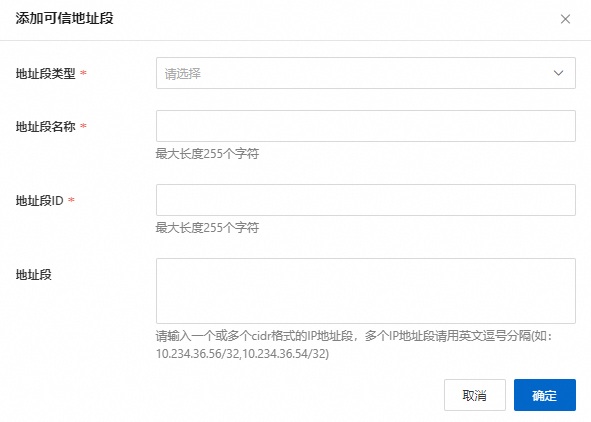 添加可信地址段
地址段类型 *
请选择
地址段名称 *
最大长度255个字符
地址段ID *
最大长度255个字符
地址段
请输入一个或多个cidr格式的IP地址段，多个IP地址段请用英文逗号分隔(如：
10.234.36.56/32,10.234.36.54/32)
取消
确定